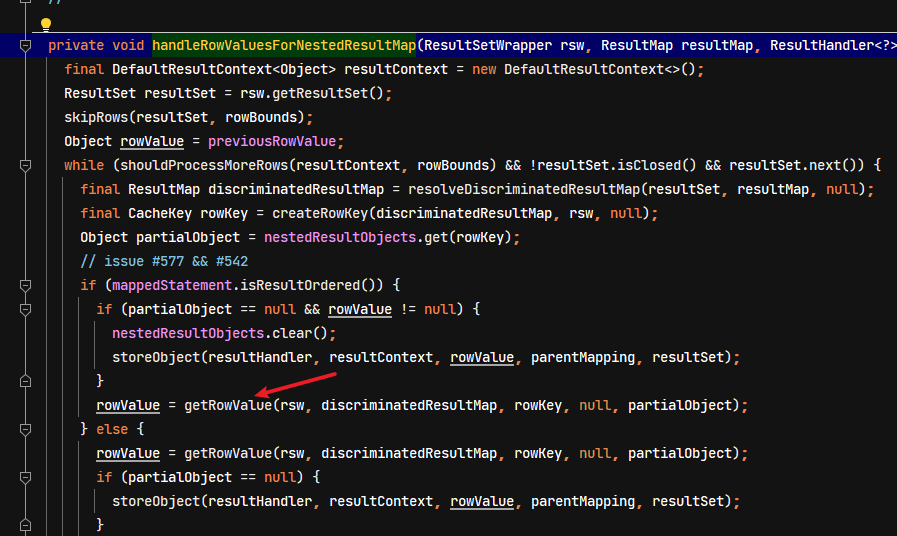 //
private void handleRowValuesForNestedResultMap(ResultSetWrapper rsw, ResultMap resultMap, ResultHandler<?>
final DefaultResultContext<Object> resultContext = new DefaultResultContext<>();
ResultSet resultSet = rsw.getResultSet();
skipRows(resultSet, rowBounds);
Object rowValue = previousRowValue;
while (shouldProcessMoreRows(resultContext, rowBounds) && !resultSet.isClosed() && resultSet.next()) {
final ResultMap discriminatedResultMap = resolveDiscriminatedResultMap(resultSet, resultMap, null);
final CacheKey rowKey = createRowKey(discriminatedResultMap, rsw, null);
Object partialObject = nestedResultObjects.get(rowKey);
// issue #577 && #542
if (mappedStatement.isResultOrdered()) {
if (partialObject == null && rowValue != null) {
nestedResultObjects.clear();
storeObject(resultHandler, resultContext, rowValue, parentMapping, resultSet);
}
rowValue = getRowValue(rsw, discriminatedResultMap, rowKey, null, partialObject);
} else {
rowValue = getRowValue(rsw, discriminatedResultMap, rowKey, null, partialObject);
if (partialObject == null) {
storeObject(resultHandler, resultContext, rowValue, parentMapping, resultSet);
}